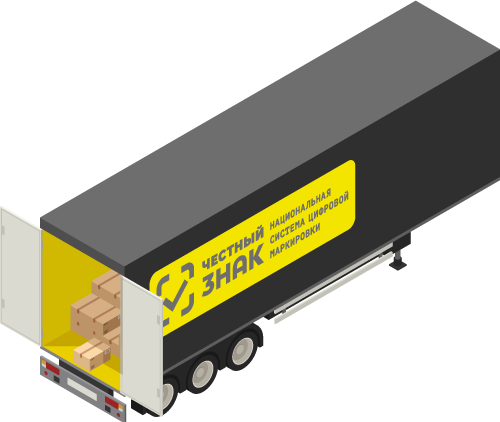 ЧЕСТНЫЙ
ЗНАК
НАЦИОНАЛЬНАЯ
СИСТЕМА ЦИФРОВОЙ
МАРКИРОВКИ